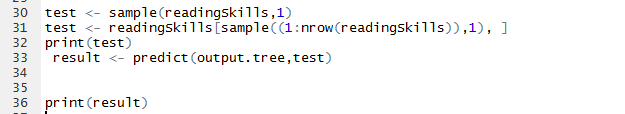 30 test <- sample(readingSkills,1)
31 test <- readingSkills[sample((1:nrow(readingSkills)),1), ]
32 print(test)
33 result <- predict(output.tree,test)
34
35
36 print(result)